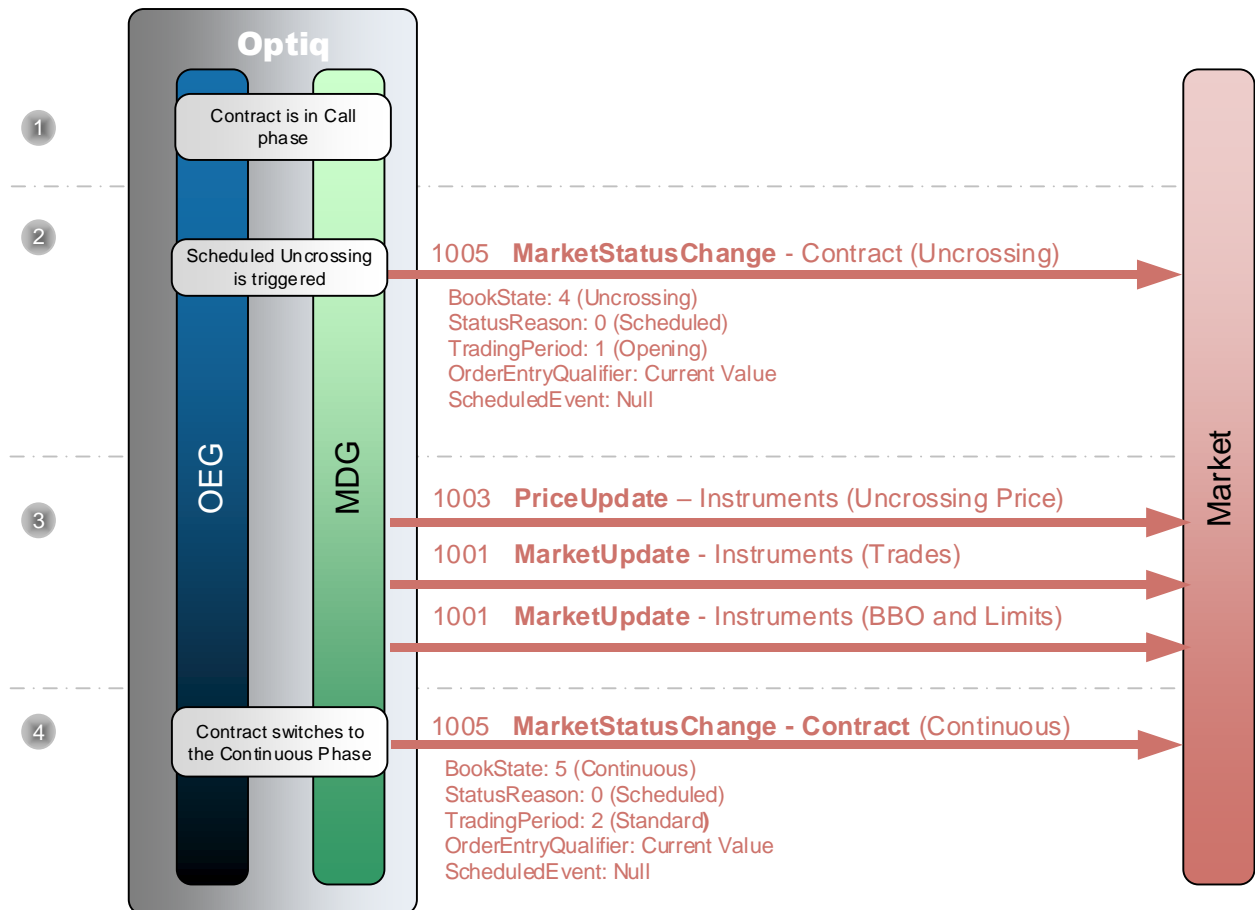 Optiq
1
Contract is in Call
phase
2
Scheduled Uncrossing
is triggered
1005 MarketStatusChange - Contract (Uncrossing)
BookState: 4 (Uncrossing)
StatusReason: 0 (Scheduled)
TradingPeriod: 1 (Opening)
OrderEntryQualifier: Current Value
ScheduledEvent: Null
OEG
MDG
Market
3
1003 PriceUpdate – Instruments (Uncrossing Price)
1001 MarketUpdate - Instruments (Trades)
1001 MarketUpdate - Instruments (BBO and Limits)
4
Contract switches to
the Continuous Phase
1005 MarketStatusChange - Contract (Continuous)
BookState: 5 (Continuous)
StatusReason: 0 (Scheduled)
TradingPeriod: 2 (Standard)
OrderEntryQualifier: Current Value
ScheduledEvent: Null